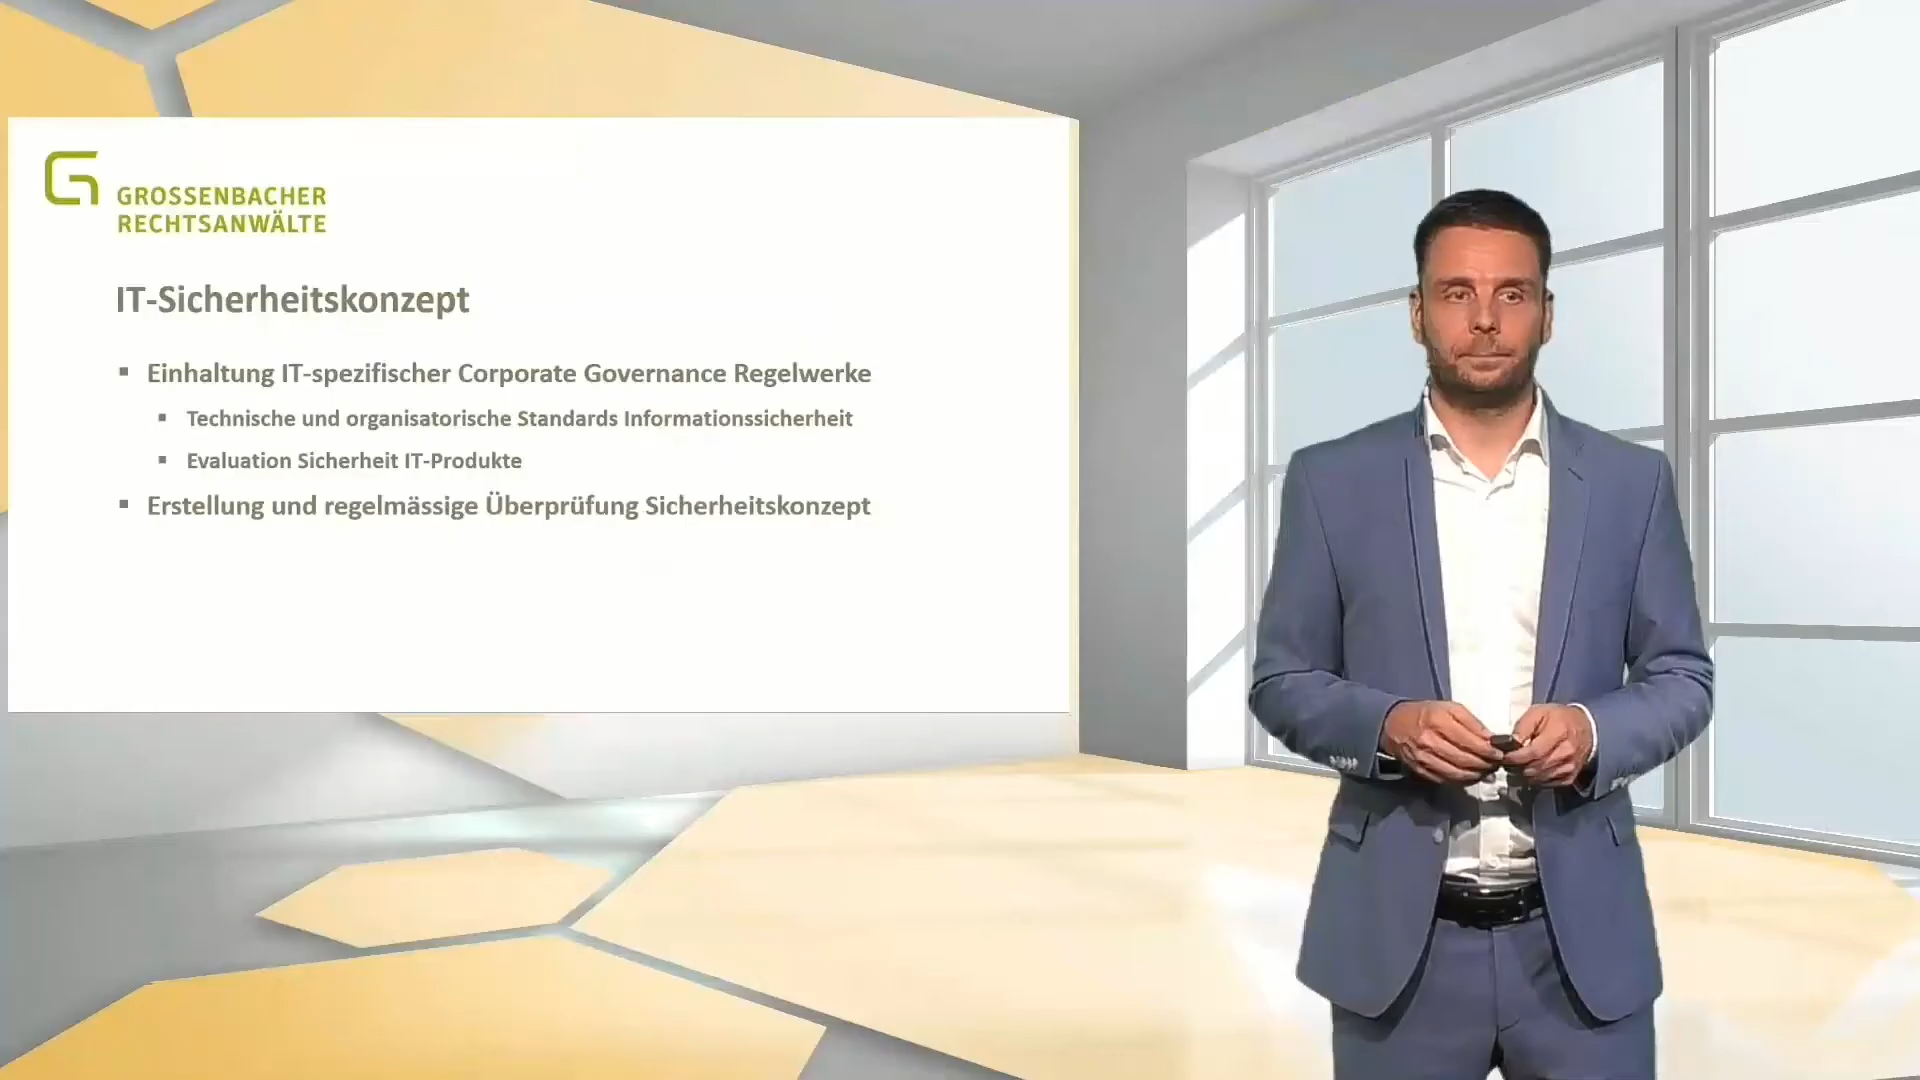 GROSSENBACHER
RECHTSANWÄLTE
IT-Sicherheitskonzept
▪ Einhaltung IT-spezifischer Corporate Governance Regelwerke
▪ Technische und organisatorische Standards Informationssicherheit
▪ Evaluation Sicherheit IT-Produkte
▪ Erstellung und regelmässige Überprüfung Sicherheitskonzept